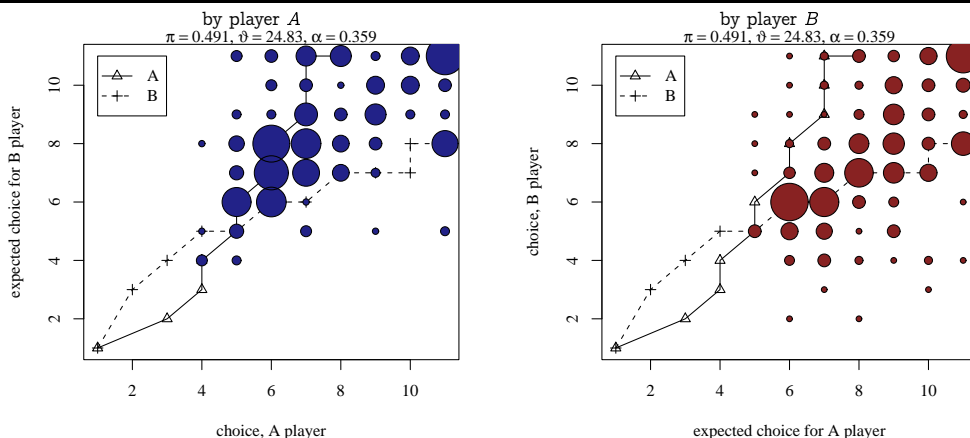 by player A
π = 0.491, ϑ = 24.83, α = 0.359
A
B
expected choice for B player
10
8
6
4
2
2
4
6
8
10
choice, A player
by player B
π = 0.491, ϑ = 24.83, α = 0.359
A
B
choice, B player
10
8
6
4
2
2
4
6
8
10
expected choice for A player